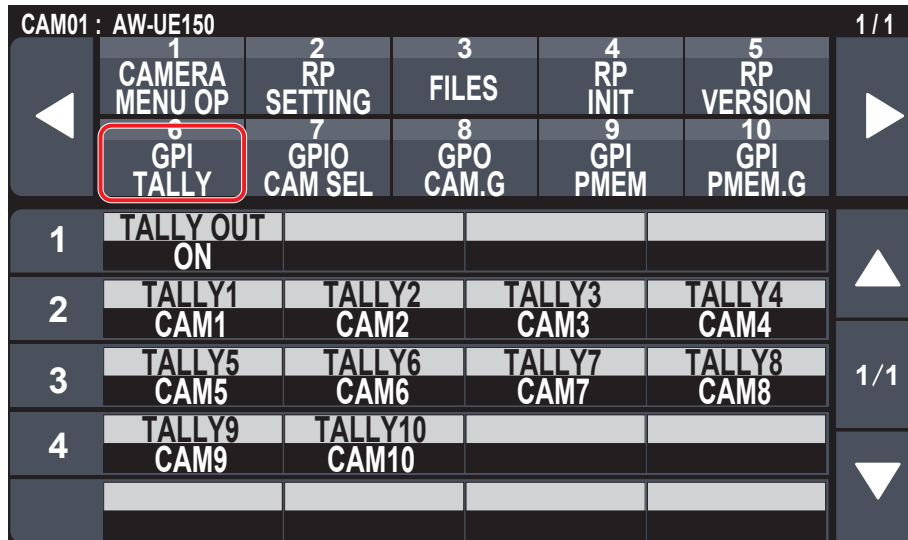 CAM01 : AW-UE150 1 / 1
1 2 3 4 5
CAMERA MENU OP RP SETTING FILES RP INIT RP VERSION
6 7 8 9 10
GPI TALLY GPIO CAM SEL GPO CAM.G GPI PMEM GPI PMEM.G
1 TALLY OUT
ON
2 TALLY1 TALLY2 TALLY3 TALLY4
CAM1 CAM2 CAM3 CAM4
3 TALLY5 TALLY6 TALLY7 TALLY8 1/1
CAM5 CAM6 CAM7 CAM8
4 TALLY9 TALLY10
CAM9 CAM10